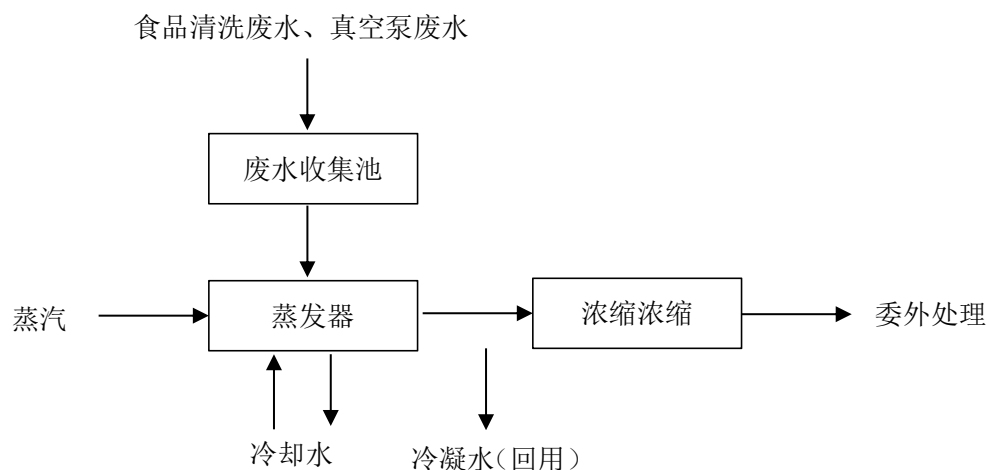 食品清洗废水、真空泵废水
废水收集池
蒸汽
蒸发器
浓缩浓缩
委外处理
冷却水
冷凝水（回用）